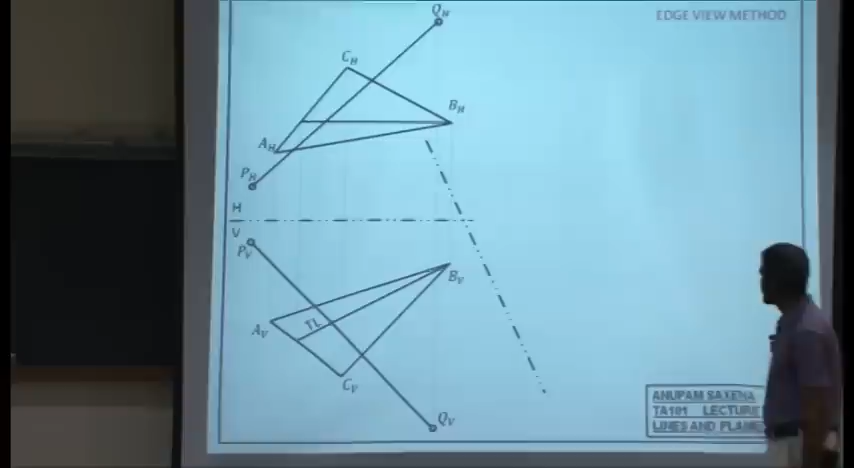 EDGE VIEW METHOD
Q_H
C_H
B_H
A_H
P_H
H
V
P_V
B_V
TL
A_V
C_V
Q_V
ANUPAM SAXENA
TA101 LECTURE
LINES AND PLANE